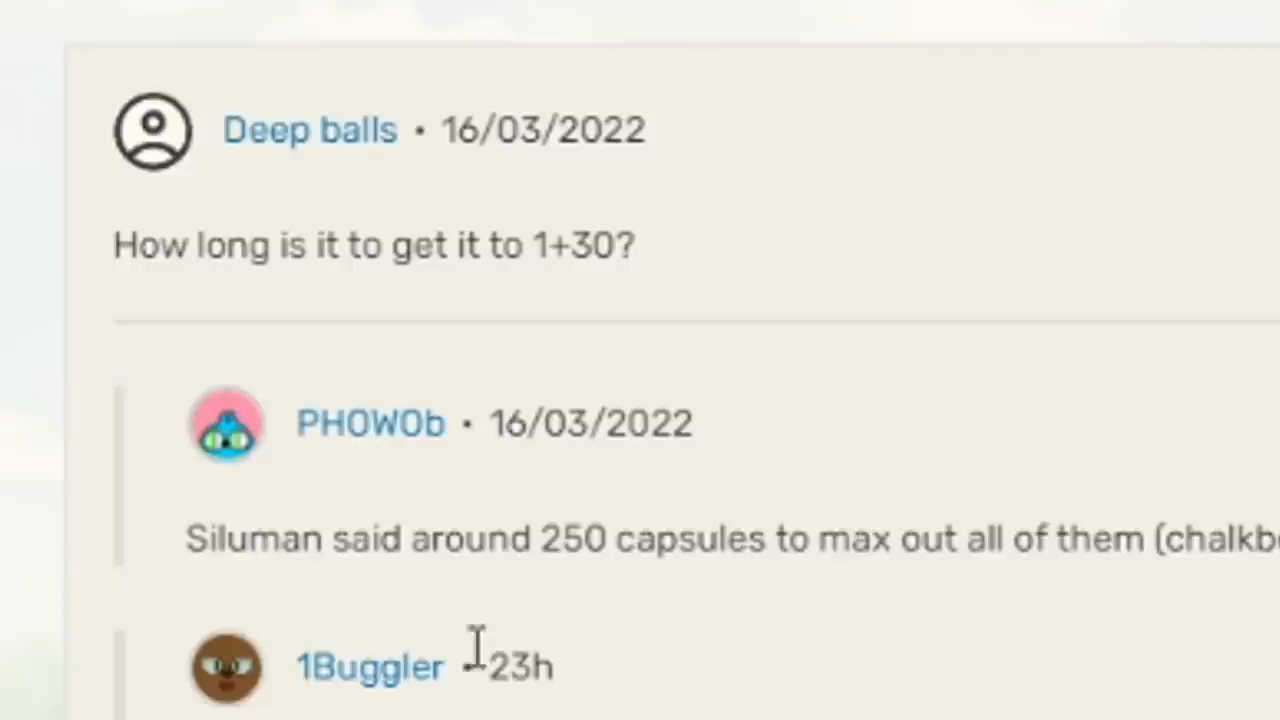 Deep balls • 16/03/2022
How long is it to get it to 1+30?
PHOWOb • 16/03/2022
Siluman said around 250 capsules to max out all of them
1Buggler • 23h